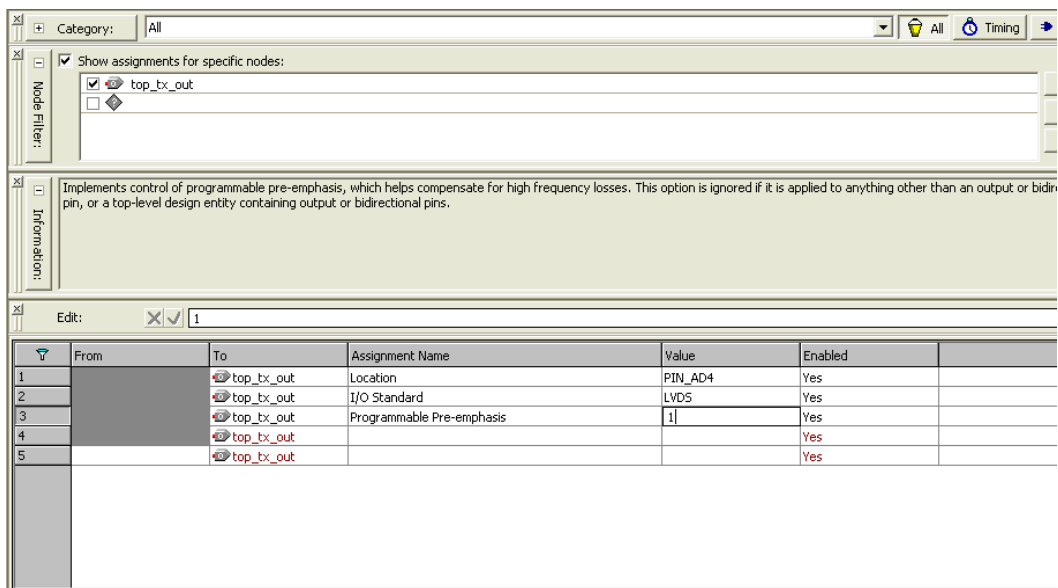 Category: All All Timing
Node Filter:
Show assignments for specific nodes:
top_tx_out
Information:
Implements control of programmable pre-emphasis, which helps compensate for high frequency losses. This option is ignored if it is applied to anything other than an output or bidire
pin, or a top-level design entity containing output or bidirectional pins.
Edit: 1
From To Assignment Name Value Enabled
1 top_tx_out Location PIN_AD4 Yes
2 top_tx_out I/O Standard LVDS Yes
3 top_tx_out Programmable Pre-emphasis 1 Yes
4 top_tx_out Yes
5 top_tx_out Yes